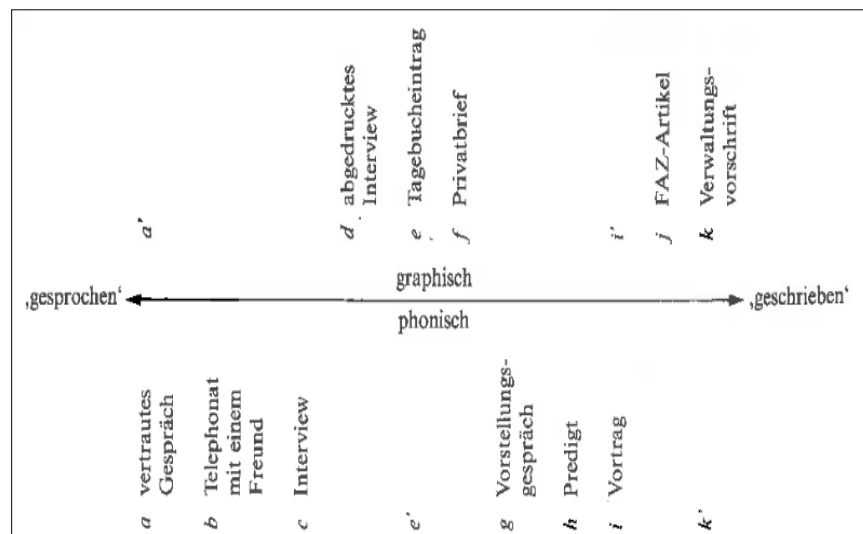 a'
d abgedrucktes
Interview
e Tagebucheintrag
f Privatbrief
i'
j FAZ-Artikel
k Verwaltungs-
vorschrift
graphisch
‚gesprochen‘
‚geschrieben‘
phonisch
a vertrautes
Gespräch
b Telephonat
mit einem
Freund
c Interview
e'
g Vorstellungs-
gespräch
h Predigt
i Vortrag
k'